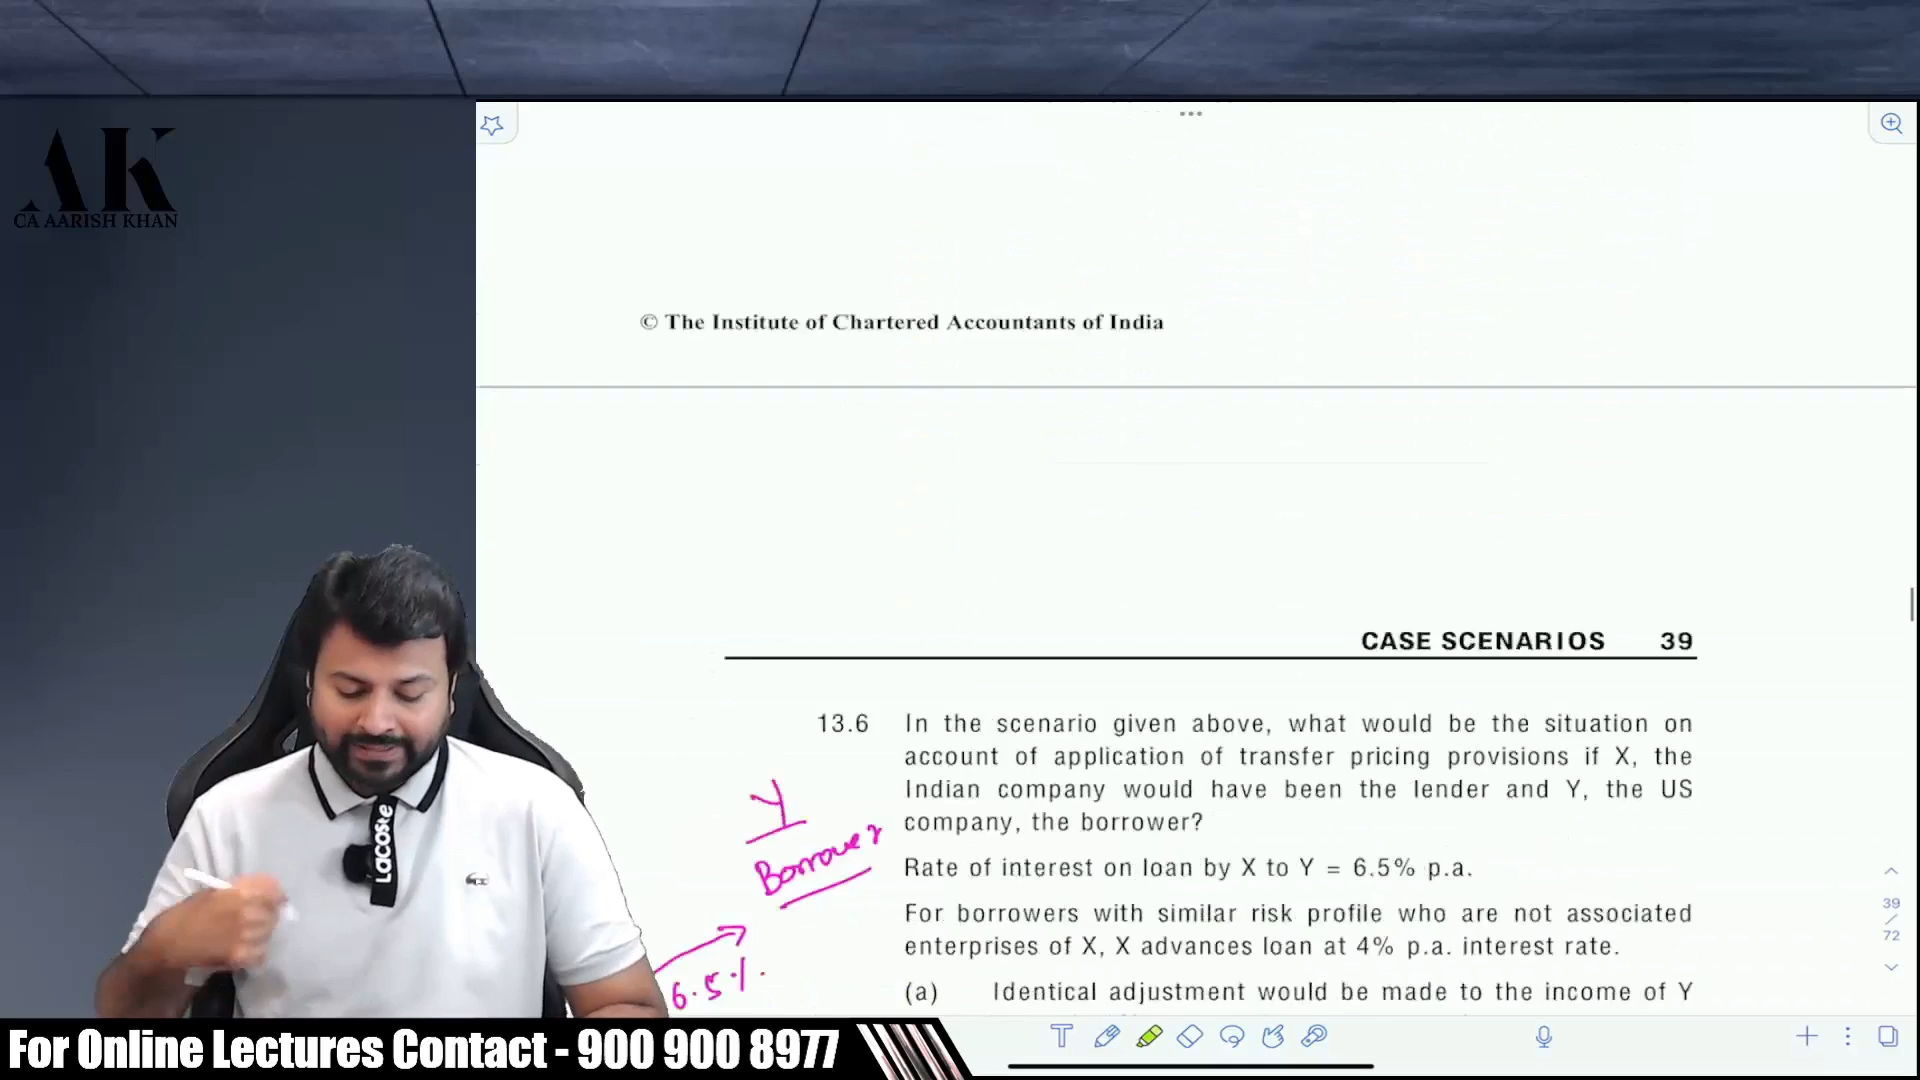 AK
CA AARISH KHAN
© The Institute of Chartered Accountants of India
CASE SCENARIOS 39
13.6 In the scenario given above, what would be the situation on
account of application of transfer pricing provisions if X, the
Indian company would have been the lender and Y, the US
company, the borrower?
Rate of interest on loan by X to Y = 6.5% p.a.
For borrowers with similar risk profile who are not associated
enterprises of X, X advances loan at 4% p.a. interest rate.
(a) Identical adjustment would be made to the income of Y
Y
Borrower
6.5%.
39
/
72
LACOSTE
For Online Lectures Contact - 900 900 8977